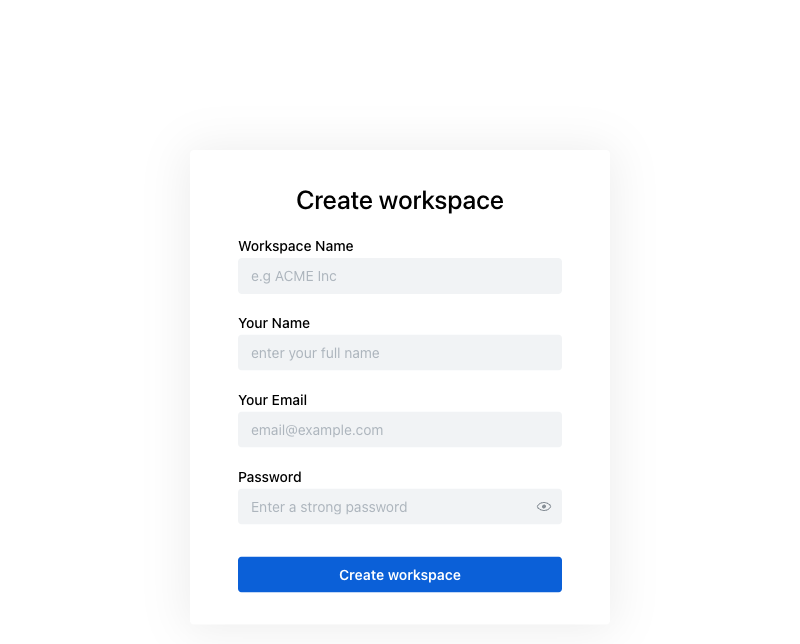 Create workspace
Workspace Name
e.g ACME Inc
Your Name
enter your full name
Your Email
email@example.com
Password
Enter a strong password
Create workspace